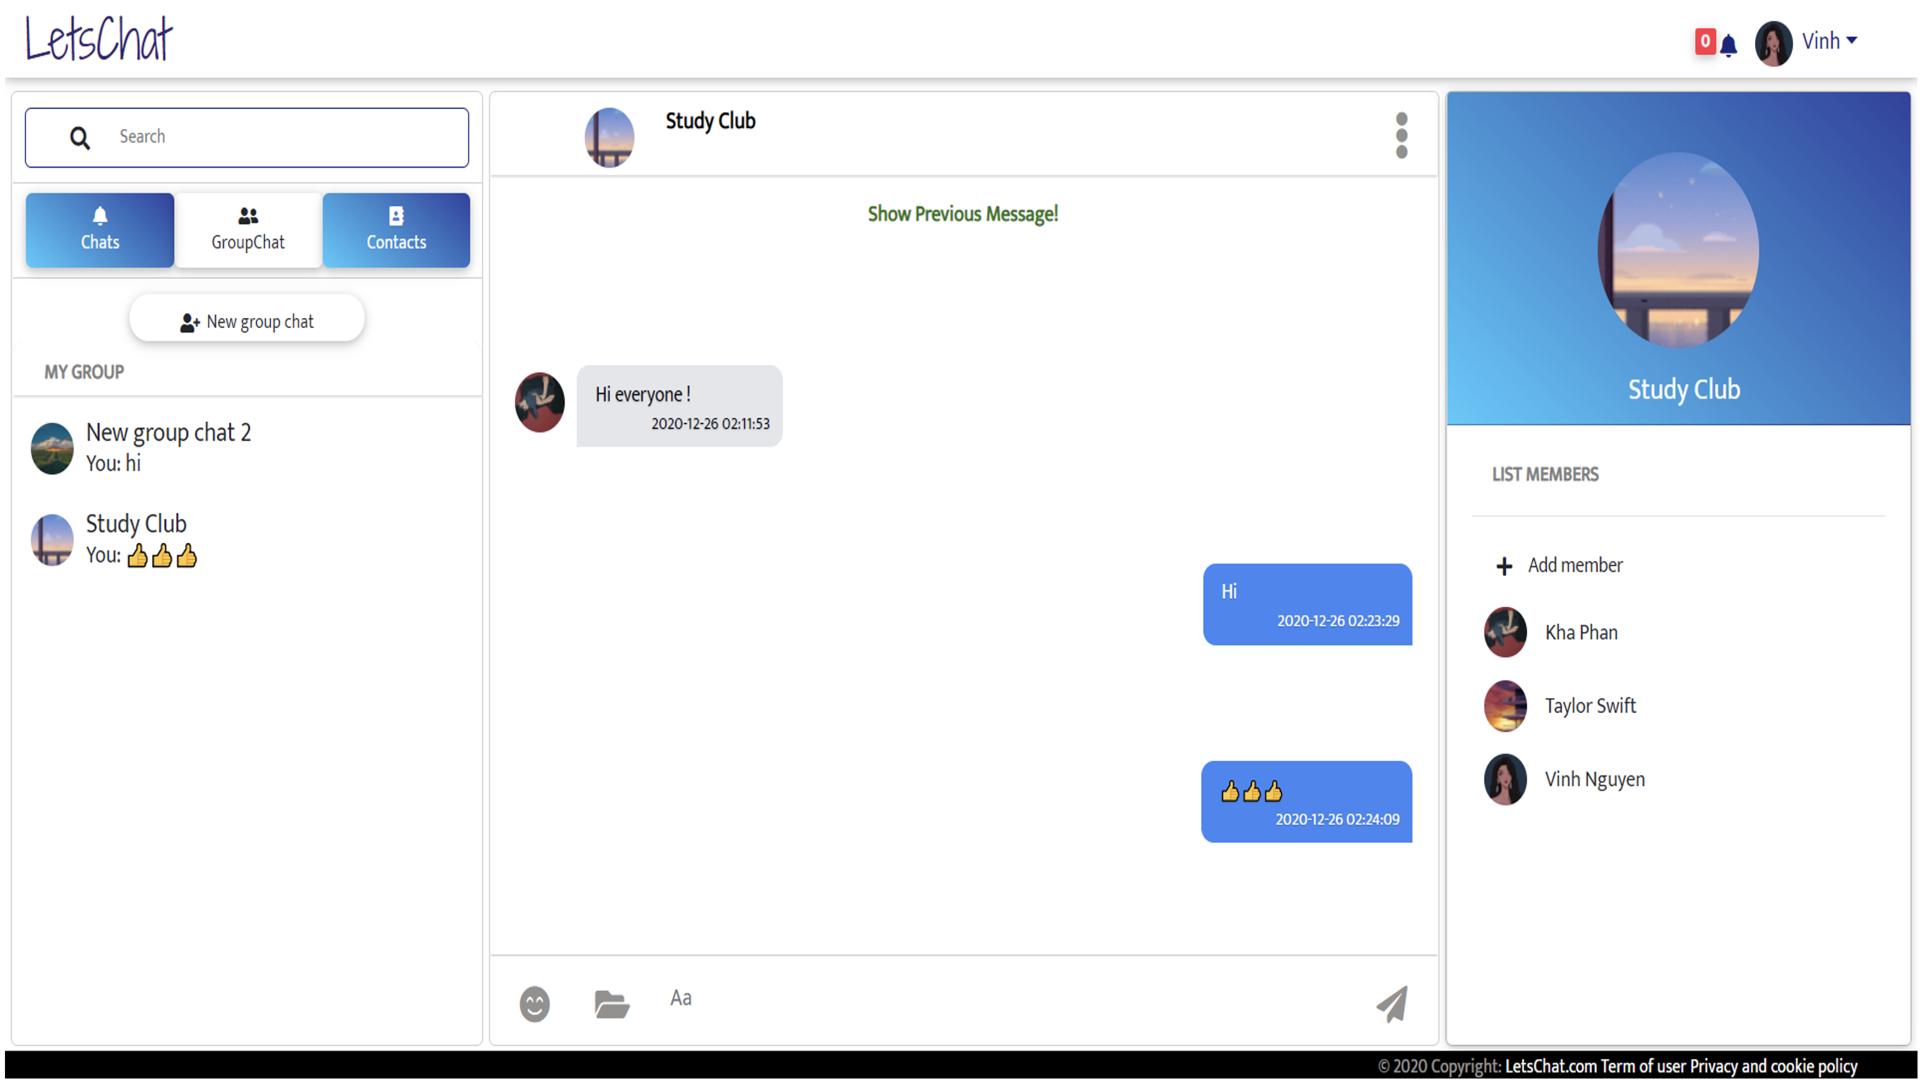 LetsChat
0
Vinh
Search
Chats
GroupChat
Contacts
New group chat
MY GROUP
New group chat 2
You: hi
Study Club
You: 👍👍👍
Study Club
Show Previous Message!
Hi everyone !
2020-12-26 02:11:53
Hi
2020-12-26 02:23:29
👍👍👍
2020-12-26 02:24:09
Aa
Study Club
LIST MEMBERS
Add member
Kha Phan
Taylor Swift
Vinh Nguyen
© 2020 Copyright: LetsChat.com Term of user Privacy and cookie policy